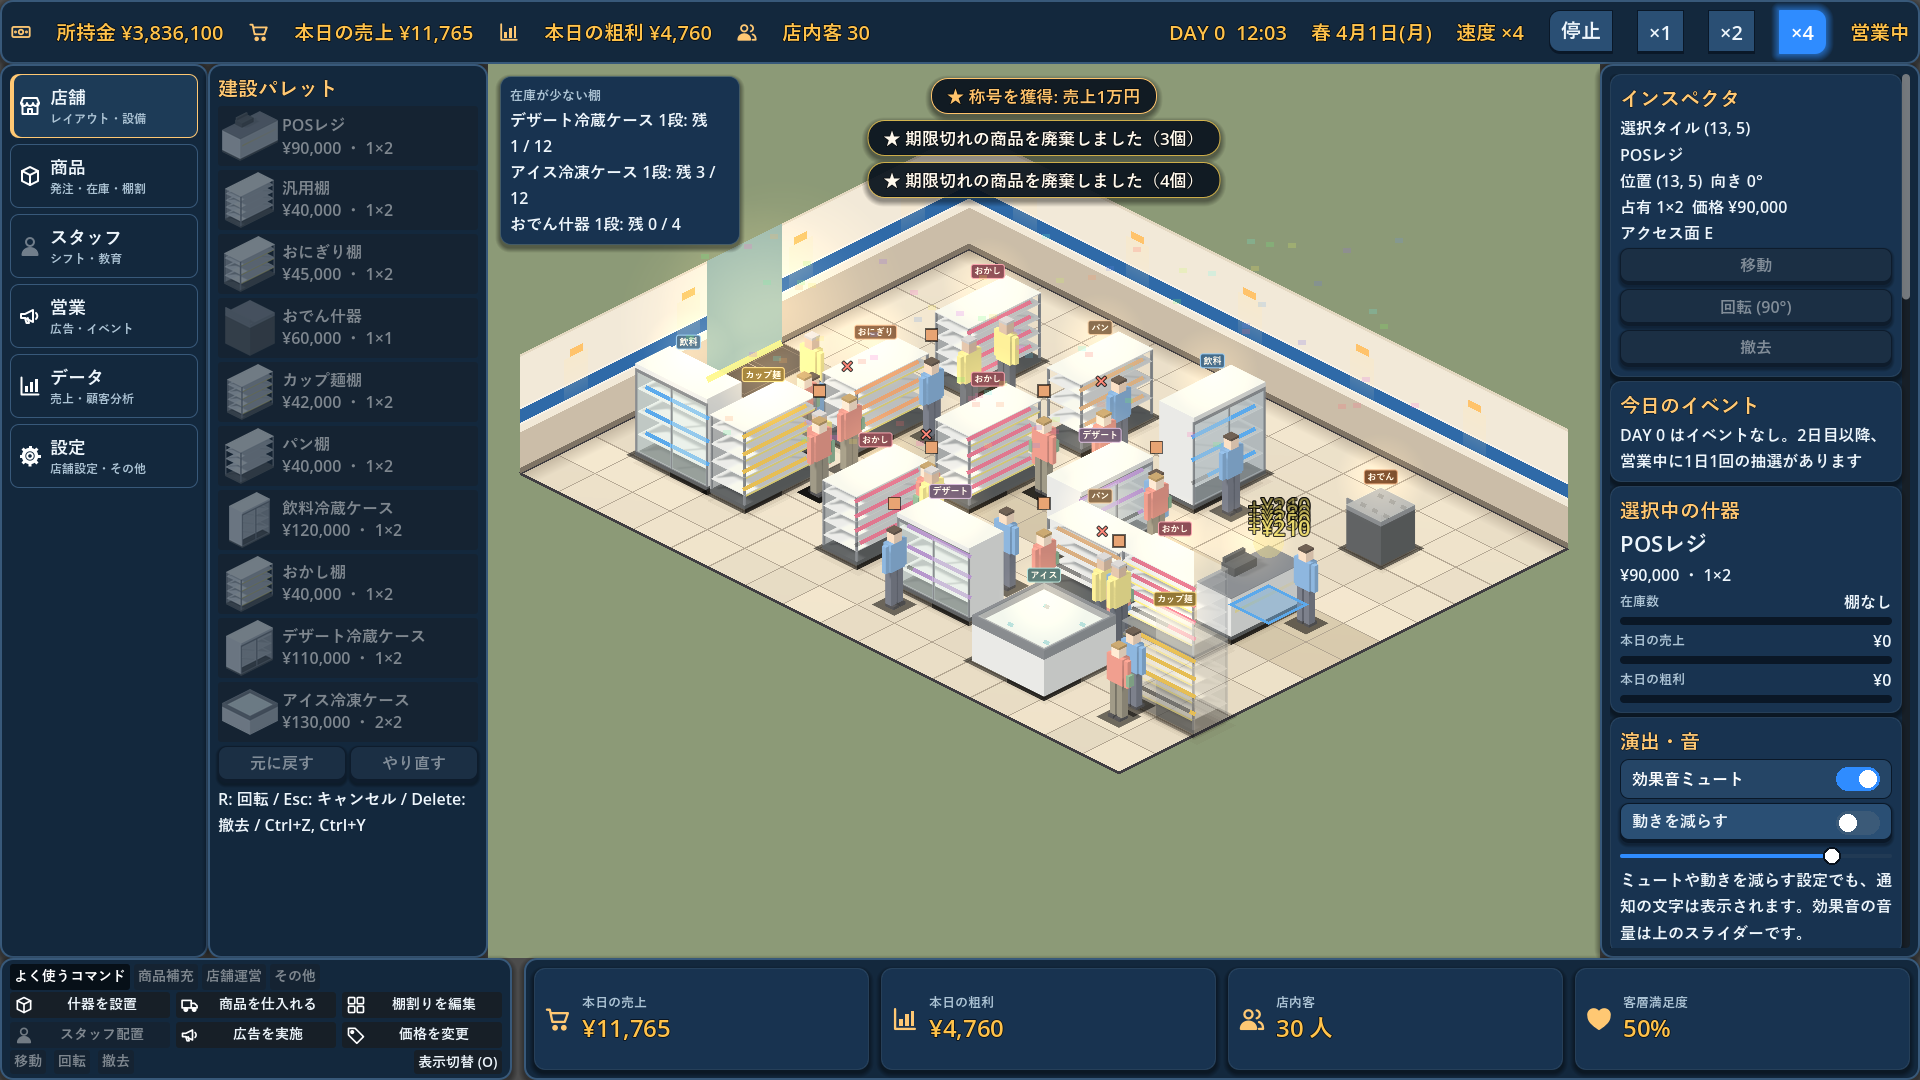 所持金 ¥3,836,100
本日の売上 ¥11,765
本日の粗利 ¥4,760
店内客 30
DAY 0 12:03
春 4月1日(月)
速度 ×4
停止
×1
×2
×4
営業中
店舗
レイアウト・設備
商品
発注・在庫・棚割
スタッフ
シフト・教育
営業
広告・イベント
データ
売上・顧客分析
設定
店舗設定・その他
建設パレット
POSレジ
¥90,000 ・ 1×2
汎用棚
¥40,000 ・ 1×2
おにぎり棚
¥45,000 ・ 1×2
おでん什器
¥60,000 ・ 1×1
カップ麺棚
¥42,000 ・ 1×2
パン棚
¥40,000 ・ 1×2
飲料冷蔵ケース
¥120,000 ・ 1×2
おかし棚
¥40,000 ・ 1×2
デザート冷蔵ケース
¥110,000 ・ 1×2
アイス冷凍ケース
¥130,000 ・ 2×2
元に戻す
やり直す
R: 回転 / Esc: キャンセル / Delete:
撤去 / Ctrl+Z, Ctrl+Y
在庫が少ない棚
デザート冷蔵ケース 1段: 残
1 / 12
アイス冷凍ケース 1段: 残 3 /
12
おでん什器 1段: 残 0 / 4
★ 称号を獲得: 売上1万円
★ 期限切れの商品を廃棄しました（3個）
★ 期限切れの商品を廃棄しました（4個）
おかし
おにぎり
パン
飲料
飲料
カップ麺
おかし
おかし
デザート
おでん
デザート
パン
おかし
アイス
カップ麺
+¥210
インスペクタ
選択タイル (13, 5)
POSレジ
位置 (13, 5) 向き 0°
占有 1×2 価格 ¥90,000
アクセス面 E
移動
回転 (90°)
撤去
今日のイベント
DAY 0 はイベントなし。2日目以降、
営業中に1日1回の抽選があります
選択中の什器
POSレジ
¥90,000 ・ 1×2
在庫数
棚なし
本日の売上
¥0
本日の粗利
¥0
演出・音
効果音ミュート
動きを減らす
ミュートや動きを減らす設定でも、通
知の文字は表示されます。効果音の音
量は上のスライダーです。
よく使うコマンド
商品補充
店舗運営
その他
什器を設置
商品を仕入れる
棚割りを編集
スタッフ配置
広告を実施
価格を変更
移動
回転
撤去
表示切替 (O)
本日の売上
¥11,765
本日の粗利
¥4,760
店内客
30 人
客層満足度
50%